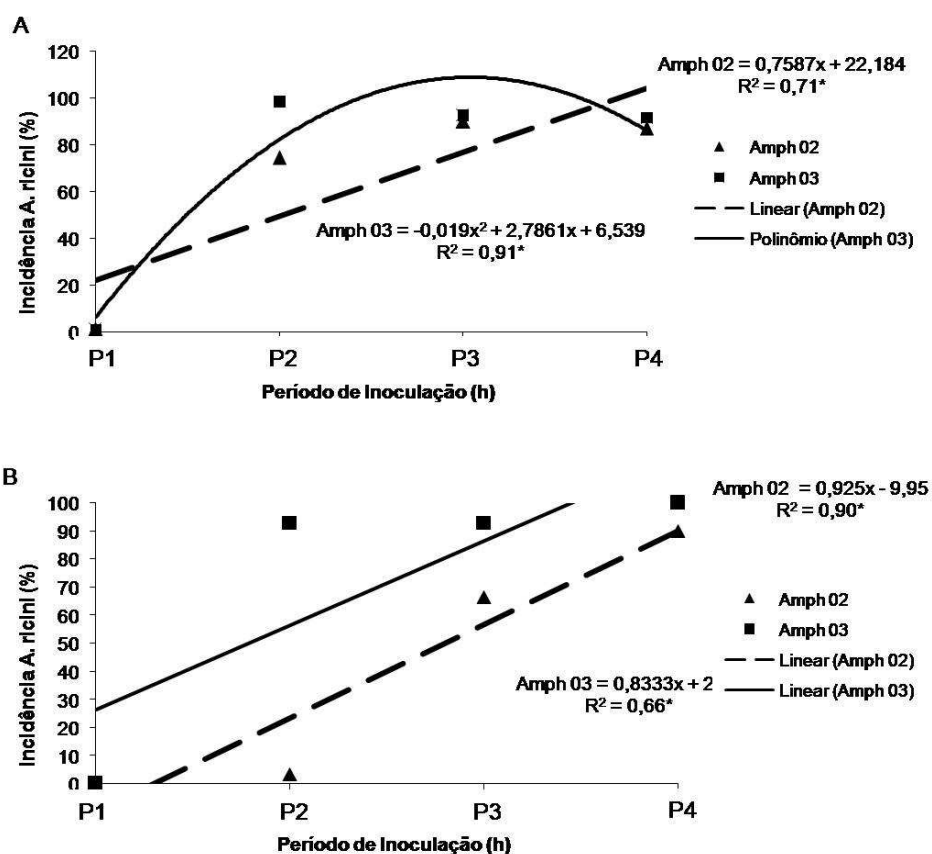 A
120
100
80
60
40
20
0
Incidência A. ricini (%)
P1 P2 P3 P4
Período de Inoculação (h)
Amph 02 = 0,7587x + 22,184
R² = 0,71*
Amph 03 = -0,019x² + 2,7861x + 6,539
R² = 0,91*
Amph 02
Amph 03
Linear (Amph 02)
Polinômio (Amph 03)
B
100
90
80
70
60
50
40
30
20
10
0
Incidência A. ricini (%)
P1 P2 P3 P4
Período de Inoculação (h)
Amph 02 = 0,925x - 9,95
R² = 0,90*
Amph 03 = 0,8333x + 2
R² = 0,66*
Amph 02
Amph 03
Linear (Amph 02)
Linear (Amph 03)